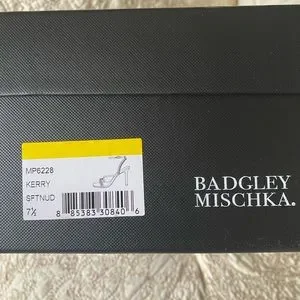 MP6228
KERRY
SFTNUD
7½
8 85383 30840 6
BADGLEY
MISCHKA.